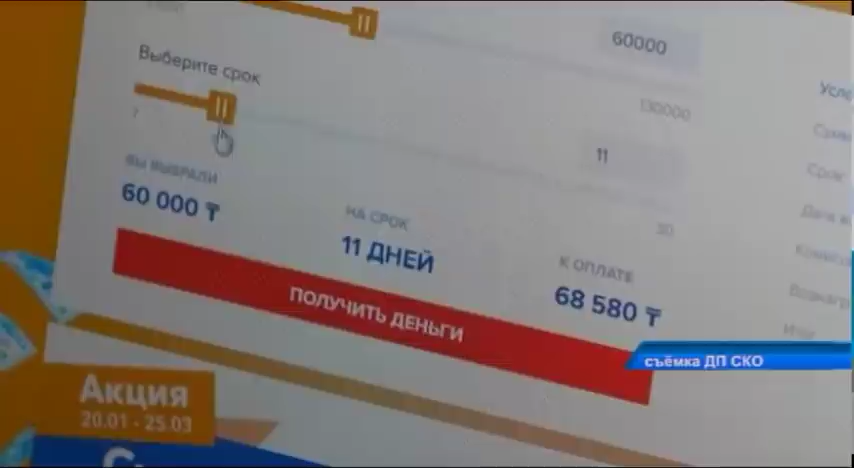 60000
Выберите срок
130000
7
11
30
ВЫ ВЫБРАЛИ
60 000 ₸
НА СРОК
11 ДНЕЙ
К ОПЛАТЕ
68 580 ₸
ПОЛУЧИТЬ ДЕНЬГИ
съёмка ДП СКО
Акция
20.01 - 25.03
Срок